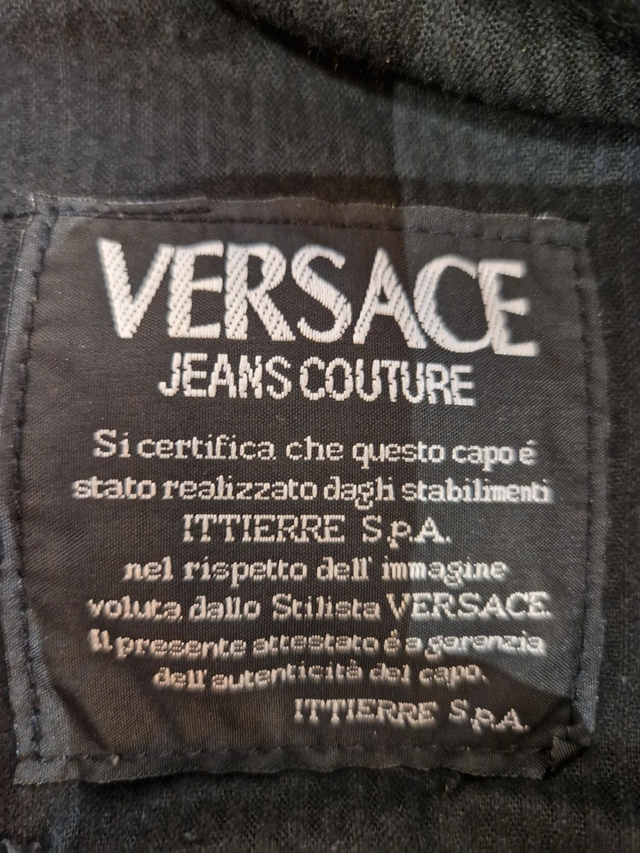 VERSACE
JEANS COUTURE
Si certifica che questo capo é
stato realizzato dagli stabilimenti
ITTIERRE S.p.A.
nel rispetto dell' immagine
voluta dallo Stilista VERSACE
Il presente attestato é a garanzia
dell'autenticità del capo.
ITTIERRE S.p.A.